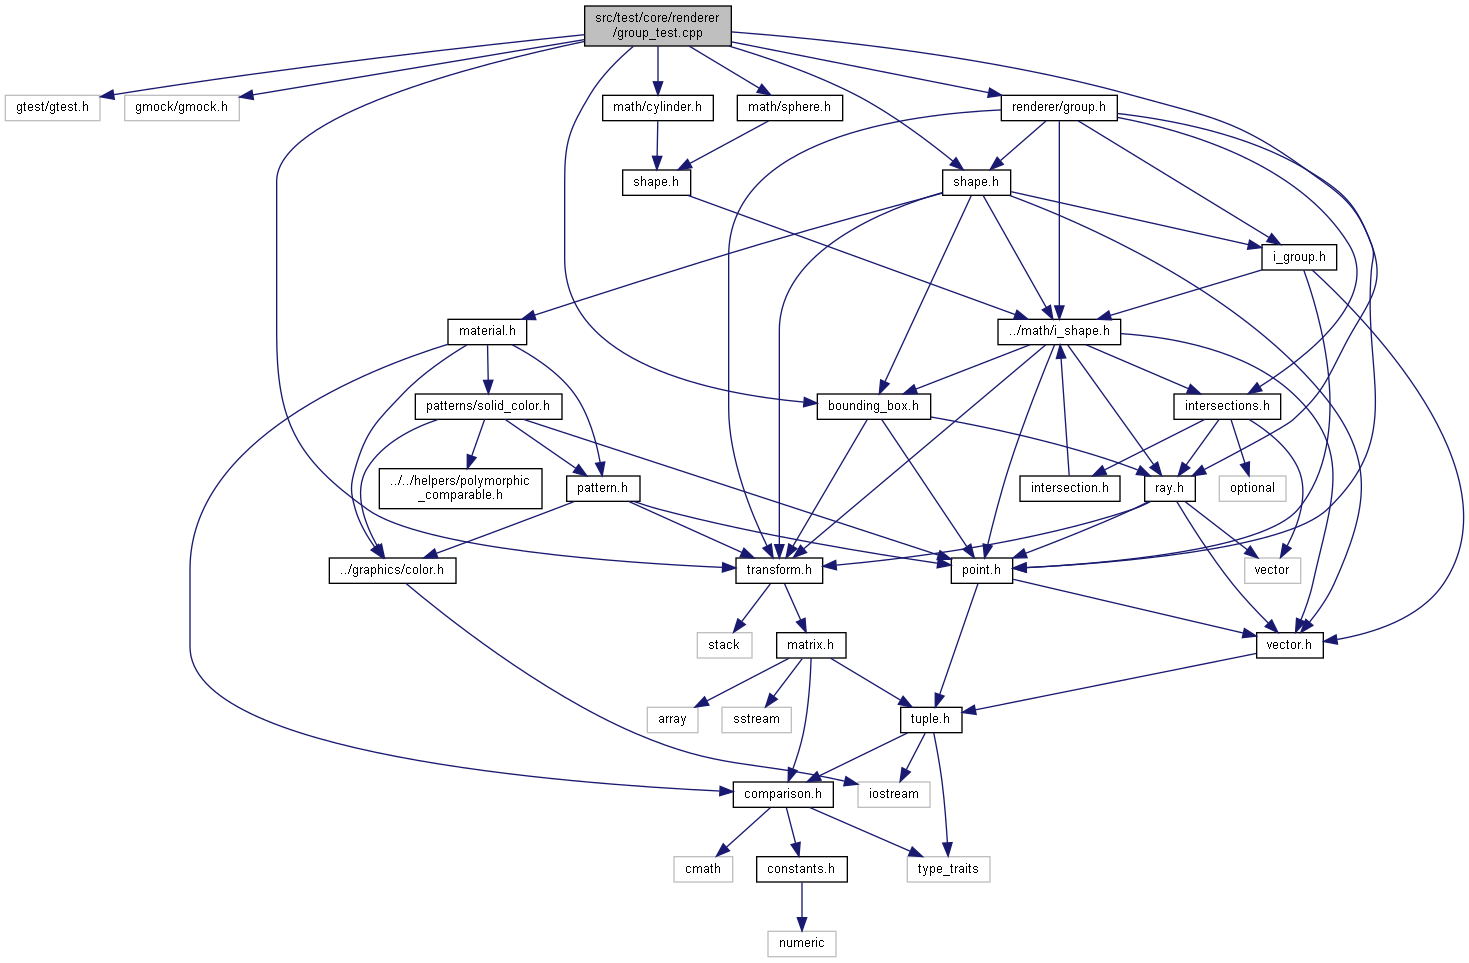 src/test/core/renderer
/group_test.cpp
gtest/gtest.h
gmock/gmock.h
math/cylinder.h
math/sphere.h
renderer/group.h
shape.h
shape.h
i_group.h
material.h
../math/i_shape.h
patterns/solid_color.h
bounding_box.h
intersections.h
../../helpers/polymorphic
_comparable.h
pattern.h
intersection.h
ray.h
optional
../graphics/color.h
transform.h
point.h
vector
stack
matrix.h
vector.h
array
sstream
tuple.h
comparison.h
iostream
cmath
constants.h
type_traits
numeric